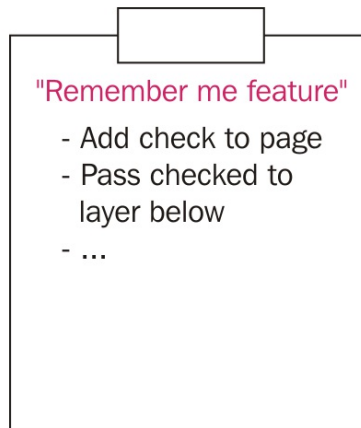 "Remember me feature"
- Add check to page
- Pass checked to
layer below
- ...